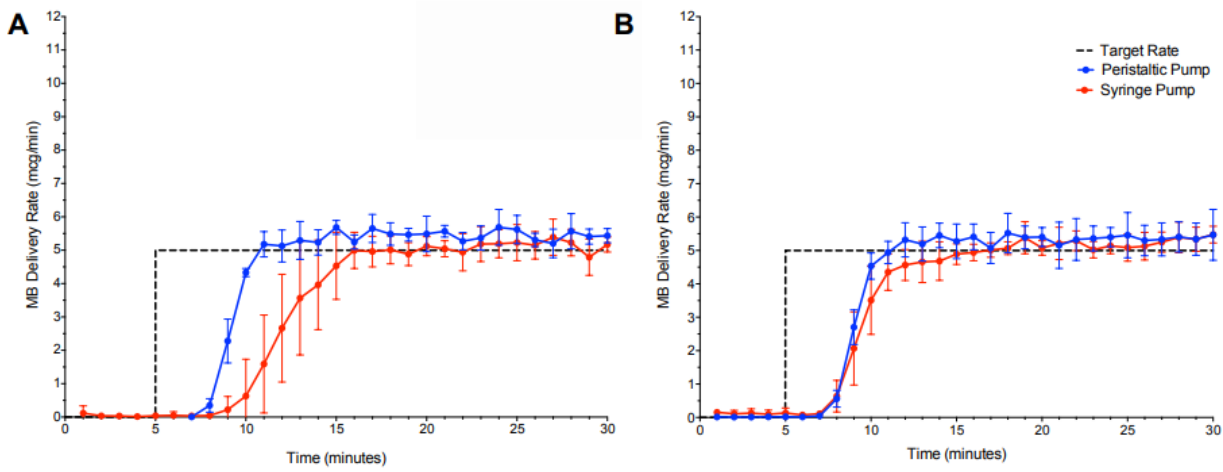 A
B
12
11
10
9
8
7
6
5
4
3
2
1
0
MB Delivery Rate (mcg/min)
0 5 10 15 20 25 30
Time (minutes)
12
11
10
9
8
7
6
5
4
3
2
1
0
MB Delivery Rate (mcg/min)
0 5 10 15 20 25 30
Time (minutes)
Target Rate
Peristaltic Pump
Syringe Pump